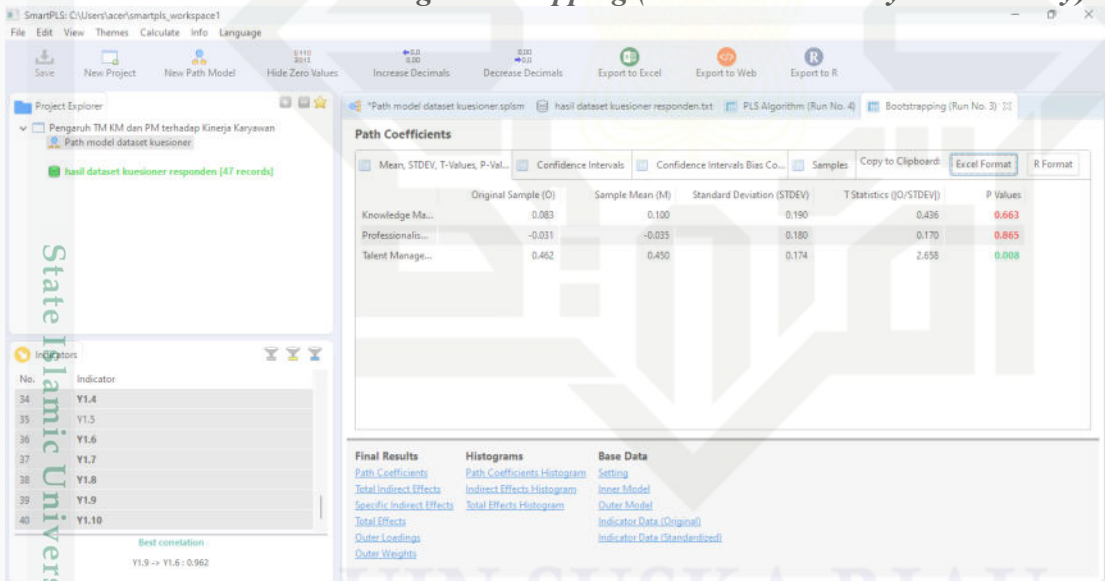 SmartPLS: C:\Users\acer\smartpls_workspace1
File Edit View Themes Calculate Info Language
Save New Project New Path Model Hide Zero Values Increase Decimals Decrease Decimals Export to Excel Export to Web Export to R
Project Explorer
Pengaruh TM KM dan PM terhadap Kinerja Karyawan
Path model dataset kuesioner
hasil dataset kuesioner responden [47 records]
*Path model dataset kuesioner.splsm hasil dataset kuesioner responden.txt PLS Algorithm (Run No. 4) Bootstrapping (Run No. 3)
Path Coefficients
Mean, STDEV, T-Values, P-Val... Confidence Intervals Confidence Intervals Bias Co... Samples Copy to Clipboard: Excel Format R Format
Original Sample (O) Sample Mean (M) Standard Deviation (STDEV) T Statistics (|O/STDEV|) P Values
Knowledge Ma... 0.083 0.100 0.190 0.436 0.663
Professionalis... -0.031 -0.035 0.180 0.170 0.865
Talent Manage... 0.462 0.450 0.174 2.658 0.008
Indicators
No. Indicator
34 Y1.4
35 Y1.5
36 Y1.6
37 Y1.7
38 Y1.8
39 Y1.9
40 Y1.10
Best correlation
Y1.9 -> Y1.6 : 0.962
Final Results Histograms Base Data
Path Coefficients Path Coefficients Histogram Setting
Total Indirect Effects Indirect Effects Histogram Inner Model
Specific Indirect Effects Total Effects Histogram Outer Model
Total Effects Indicator Data (Original)
Outer Loadings Indicator Data (Standardized)
Outer Weights
State Islamic